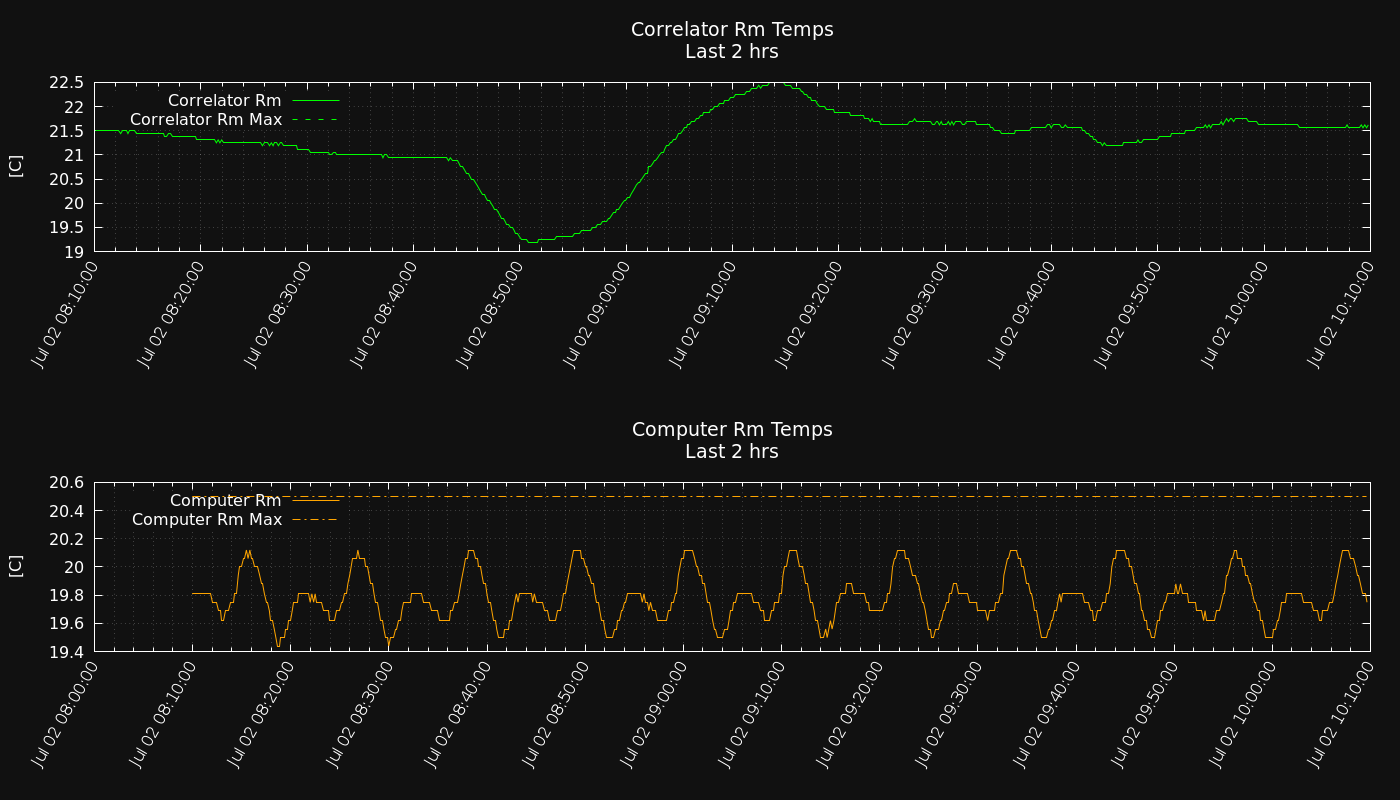 Correlator Rm Temps
Last 2 hrs
Correlator Rm
Correlator Rm Max
[C]
22.5
22
21.5
21
20.5
20
19.5
19
Jul 02 08:10:00
Jul 02 08:20:00
Jul 02 08:30:00
Jul 02 08:40:00
Jul 02 08:50:00
Jul 02 09:00:00
Jul 02 09:10:00
Jul 02 09:20:00
Jul 02 09:30:00
Jul 02 09:40:00
Jul 02 09:50:00
Jul 02 10:00:00
Jul 02 10:10:00
Computer Rm Temps
Last 2 hrs
Computer Rm
Computer Rm Max
[C]
20.6
20.4
20.2
20
19.8
19.6
19.4
Jul 02 08:00:00
Jul 02 08:10:00
Jul 02 08:20:00
Jul 02 08:30:00
Jul 02 08:40:00
Jul 02 08:50:00
Jul 02 09:00:00
Jul 02 09:10:00
Jul 02 09:20:00
Jul 02 09:30:00
Jul 02 09:40:00
Jul 02 09:50:00
Jul 02 10:00:00
Jul 02 10:10:00